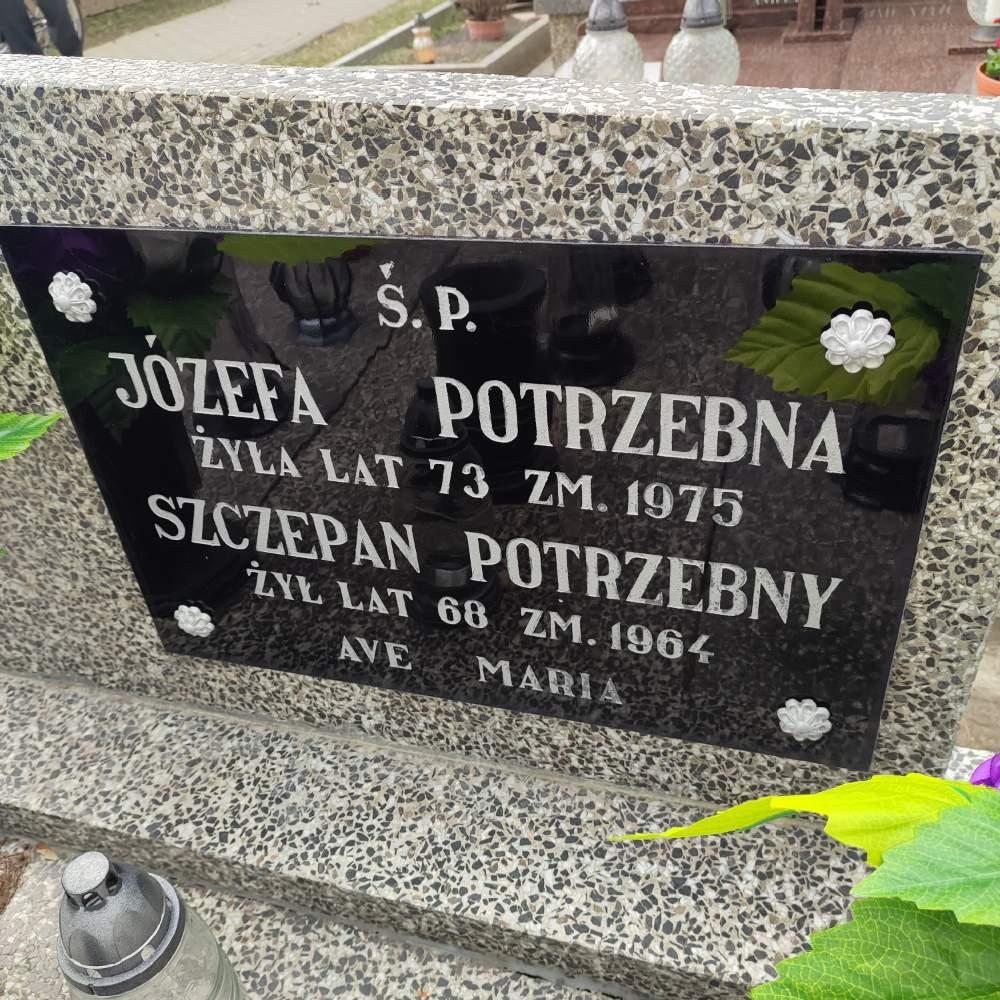 Ś. P.
JÓZEFA POTRZEBNA
ŻYŁA LAT 73 ZM. 1975
SZCZEPAN POTRZEBNY
ŻYŁ LAT 68 ZM. 1964
AVE MARIA